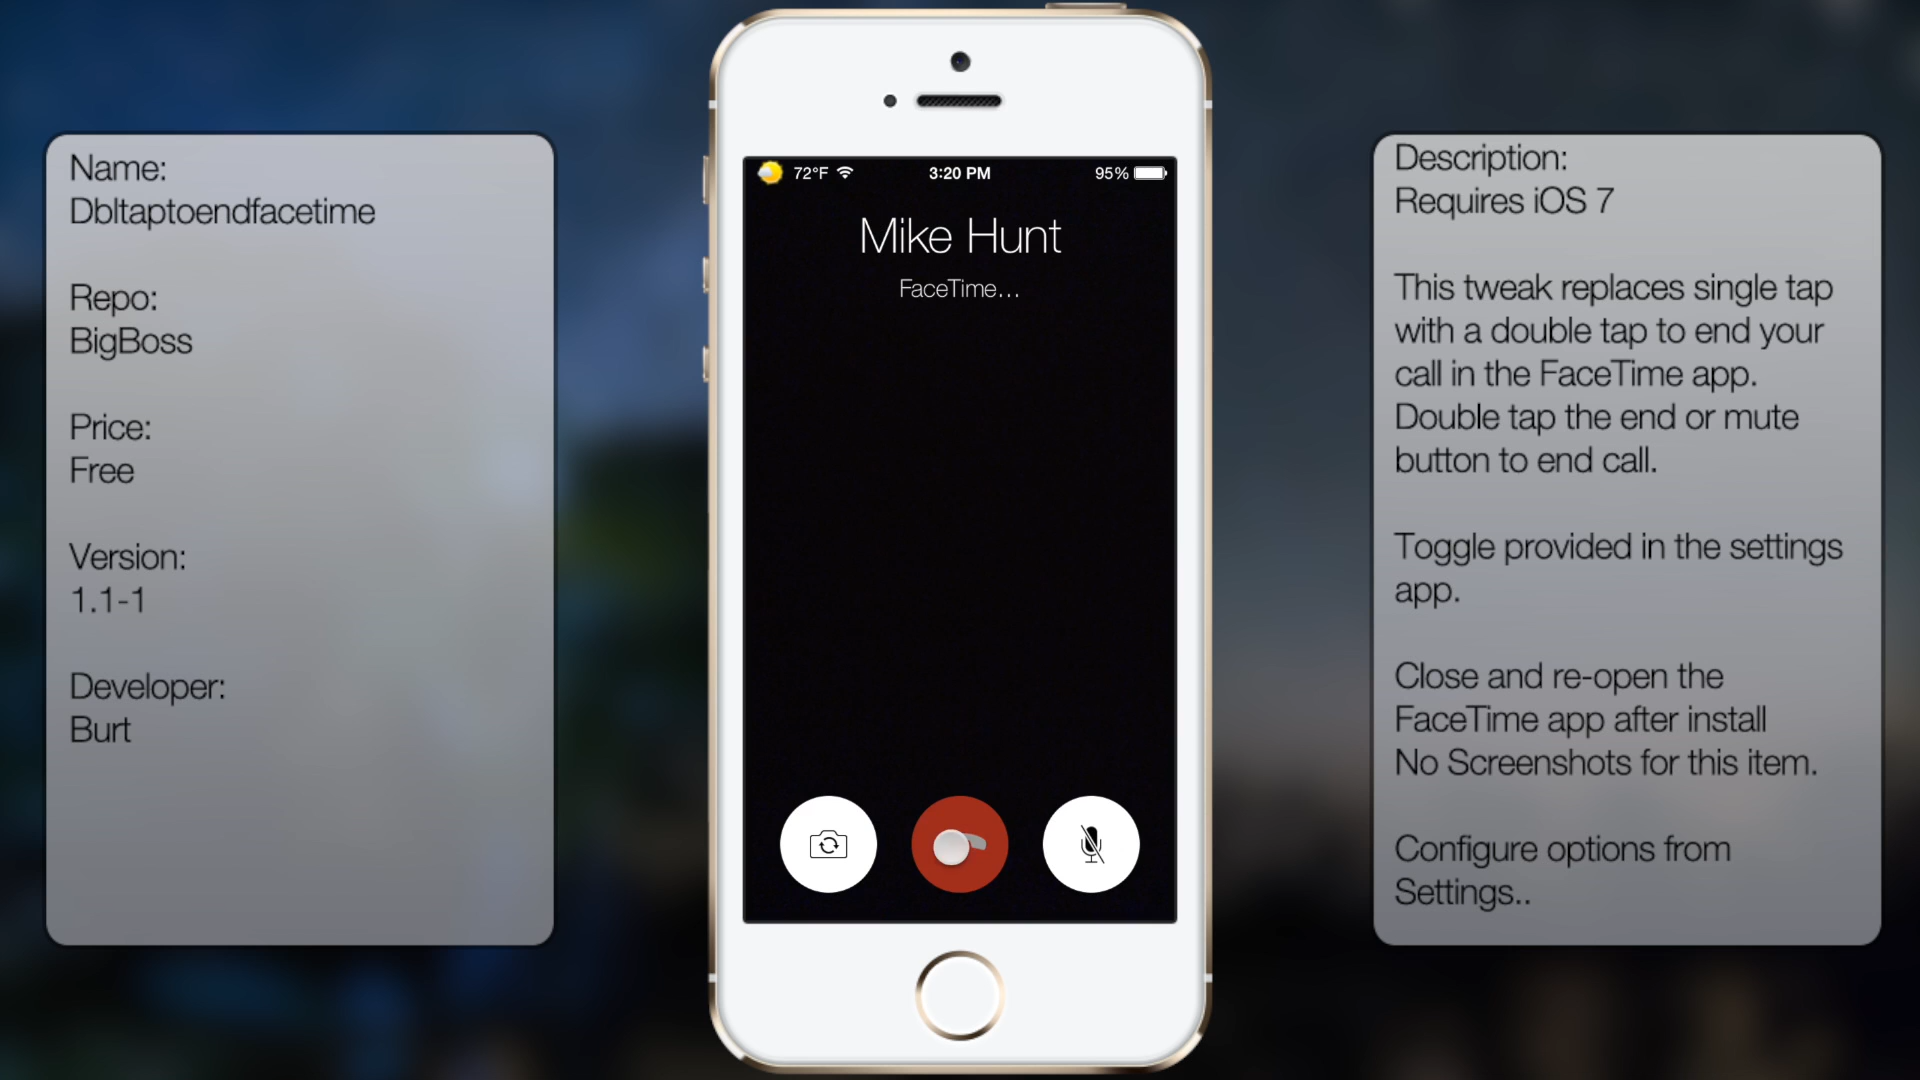 Name:
Dbltaptoendfacetime
Repo:
BigBoss
Price:
Free
Version:
1.1-1
Developer:
Burt
72°F
3:20 PM
95%
Mike Hunt
FaceTime...
Description:
Requires iOS 7
This tweak replaces single tap
with a double tap to end your
call in the FaceTime app.
Double tap the end or mute
button to end call.
Toggle provided in the settings
app.
Close and re-open the
FaceTime app after install
No Screenshots for this item.
Configure options from
Settings..